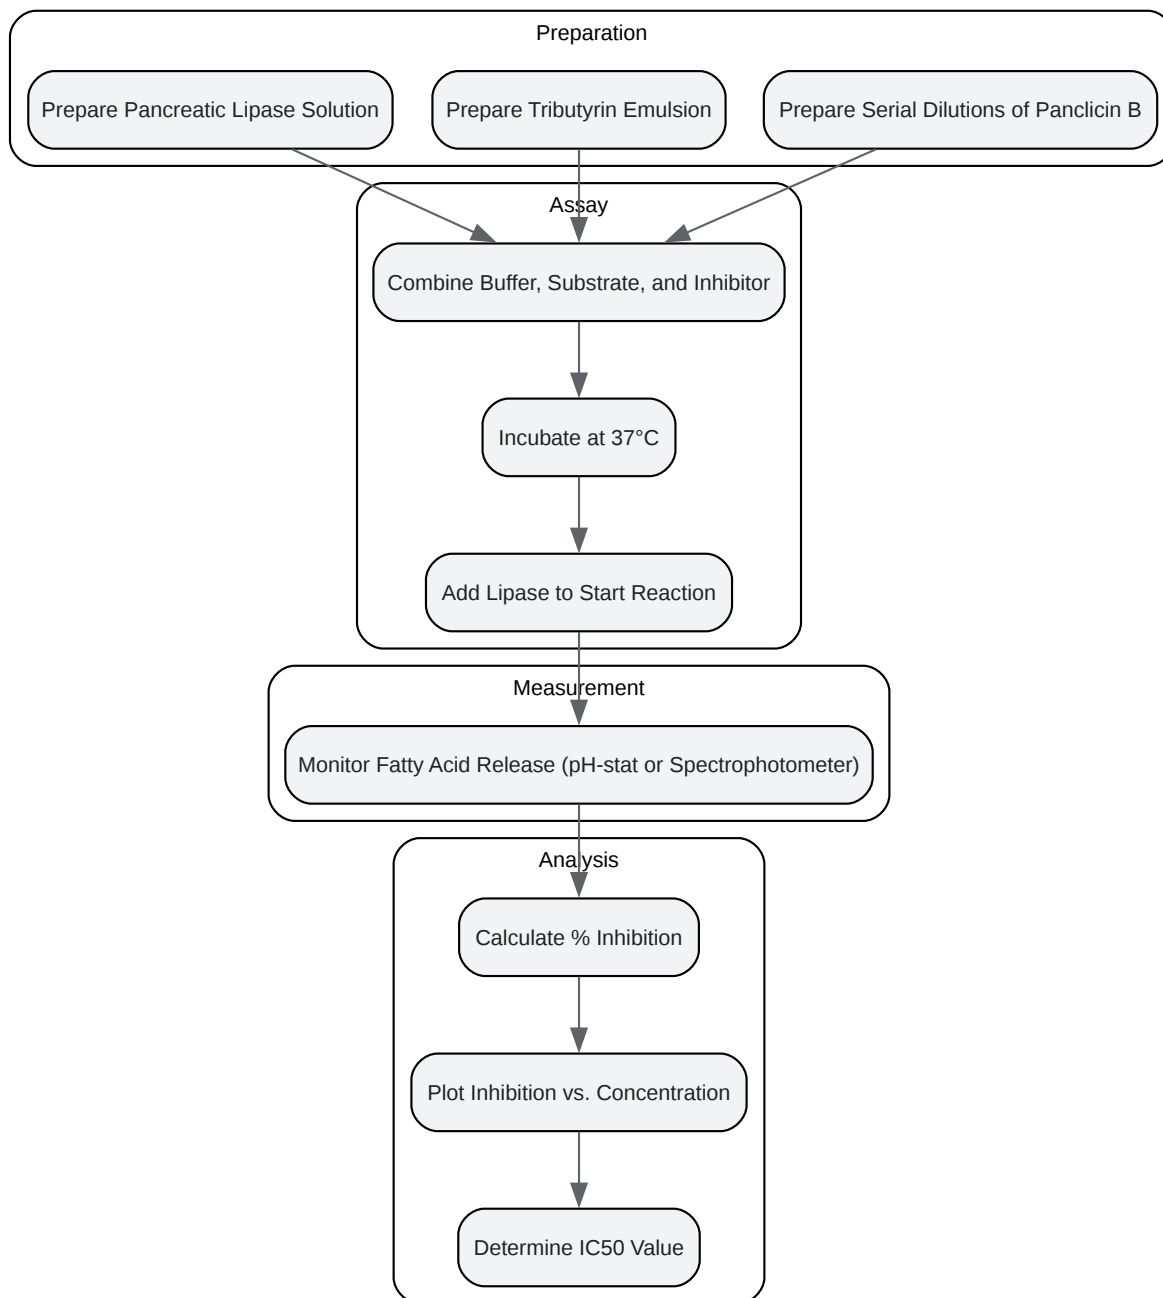 Preparation
Prepare Pancreatic Lipase Solution
Prepare Tributyrin Emulsion
Prepare Serial Dilutions of Panclicin B
Assay
Combine Buffer, Substrate, and Inhibitor
Incubate at 37°C
Add Lipase to Start Reaction
Measurement
Monitor Fatty Acid Release (pH-stat or Spectrophotometer)
Analysis
Calculate % Inhibition
Plot Inhibition vs. Concentration
Determine IC50 Value